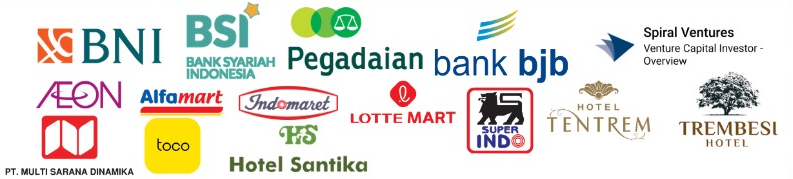 BNI
BSI
BANK SYARIAH
INDONESIA
Pegadaian
bank bjb
Spiral Ventures
Venture Capital Investor -
Overview
ÆON
Alfamart
Indomaret
LOTTE MART
SUPER
INDO
HOTEL
TENTREM
TREMBESI
HOTEL
PT. MULTI SARANA DINAMIKA
toco
HS
Hotel Santika